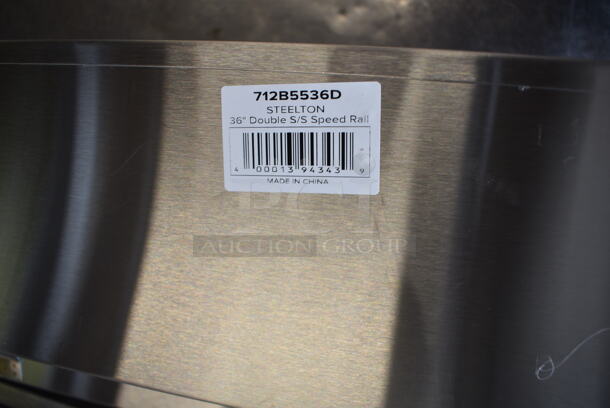 712B5536D
STEELTON
36" Double S/S Speed Rail
4 00013 94343 9
MADE IN CHINA
AUCTION GROUP